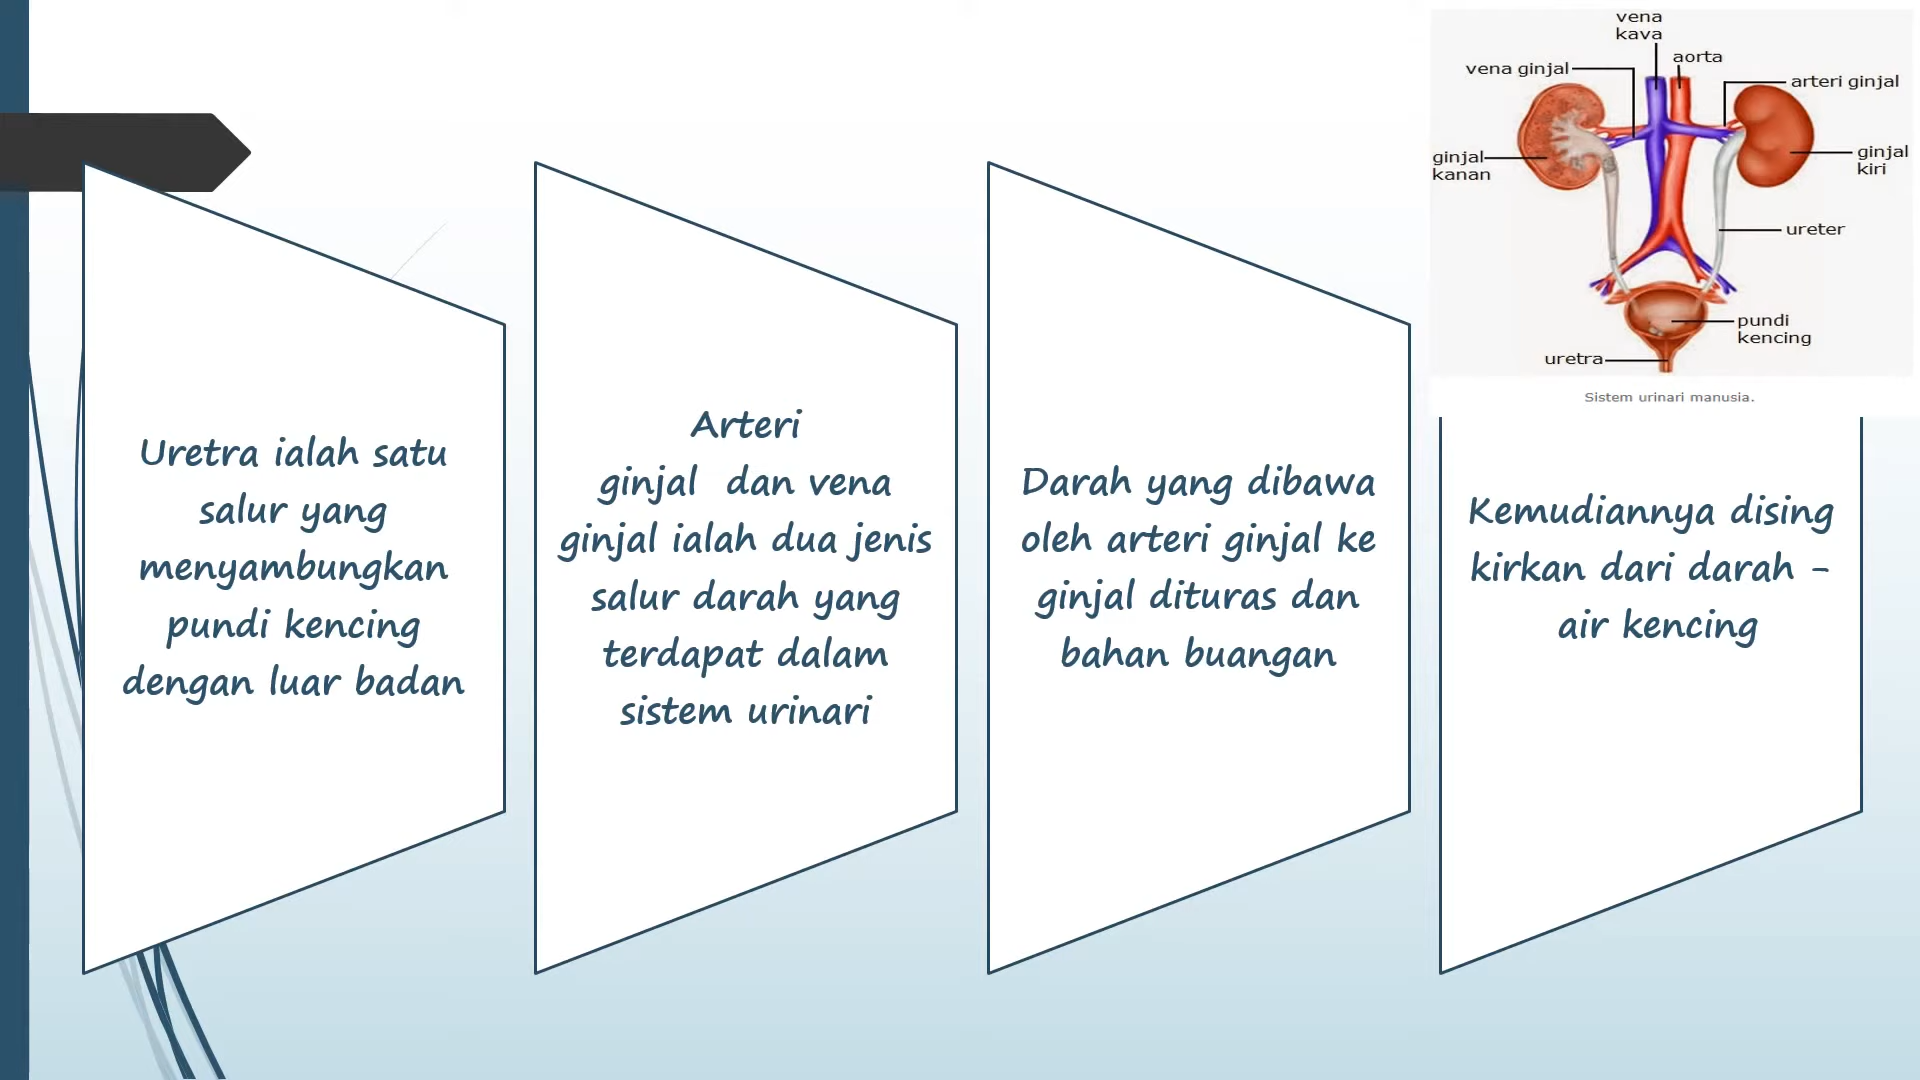 Uretra ialah satu
salur yang
menyambungkan
pundi kencing
dengan luar badan
Arteri
ginjal  dan vena
ginjal ialah dua jenis
salur darah yang
terdapat dalam
sistem urinari
Darah yang dibawa
oleh arteri ginjal ke
ginjal dituras dan
bahan buangan
Kemudiannya dising
kirkan dari darah -
air kencing
vena
kava
aorta
vena ginjal
arteri ginjal
ginjal
kanan
ginjal
kiri
ureter
pundi
kencing
uretra
Sistem urinari manusia.